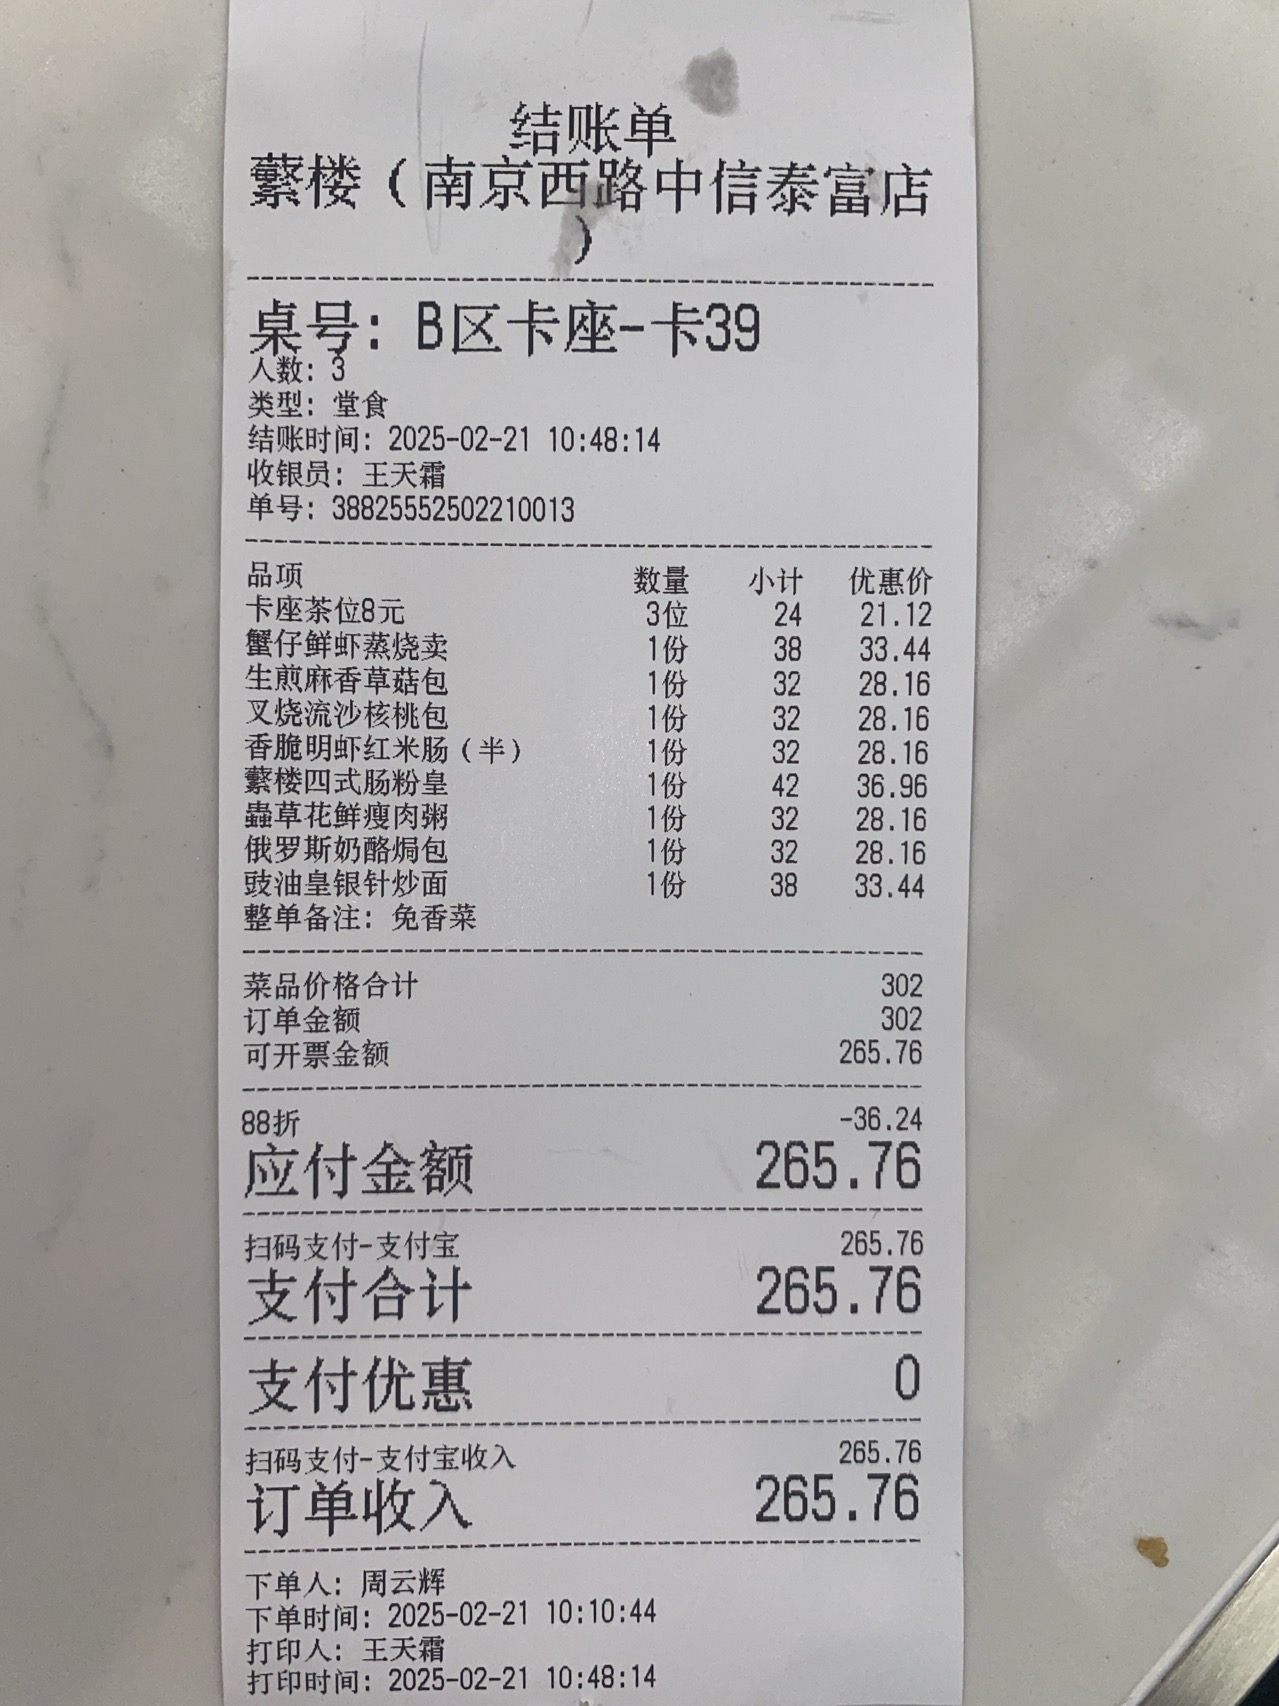 结账单
蘩楼（南京西路中信泰富店
）
桌号: B区卡座-卡39
人数: 3
类型: 堂食
结账时间: 2025-02-21 10:48:14
收银员: 王天霜
单号: 38825552502210013
品项 数量 小计 优惠价
卡座茶位8元 3位 24 21.12
蟹仔鲜虾蒸烧卖 1份 38 33.44
生煎麻香草菇包 1份 32 28.16
叉烧流沙核桃包 1份 32 28.16
香脆明虾红米肠（半） 1份 32 28.16
蘩楼四式肠粉皇 1份 42 36.96
蟲草花鲜瘦肉粥 1份 32 28.16
俄罗斯奶酪焗包 1份 32 28.16
豉油皇银针炒面 1份 38 33.44
整单备注: 免香菜
菜品价格合计 302
订单金额 302
可开票金额 265.76
88折 -36.24
应付金额 265.76
扫码支付-支付宝 265.76
支付合计 265.76
支付优惠 0
扫码支付-支付宝收入 265.76
订单收入 265.76
下单人: 周云辉
下单时间: 2025-02-21 10:10:44
打印人: 王天霜
打印时间: 2025-02-21 10:48:14